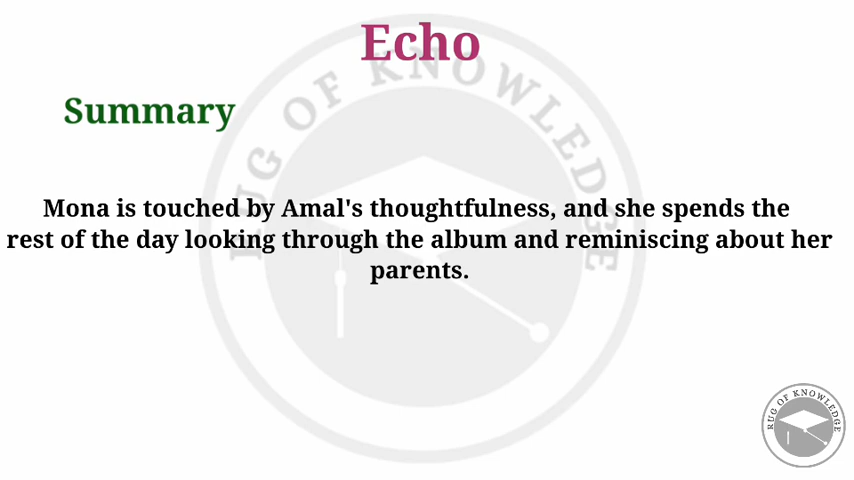 Echo
Summary
Mona is touched by Amal's thoughtfulness, and she spends the
rest of the day looking through the album and reminiscing about her
parents.
RUG OF KNOWLEDGE
RUG OF KNOWLEDGE